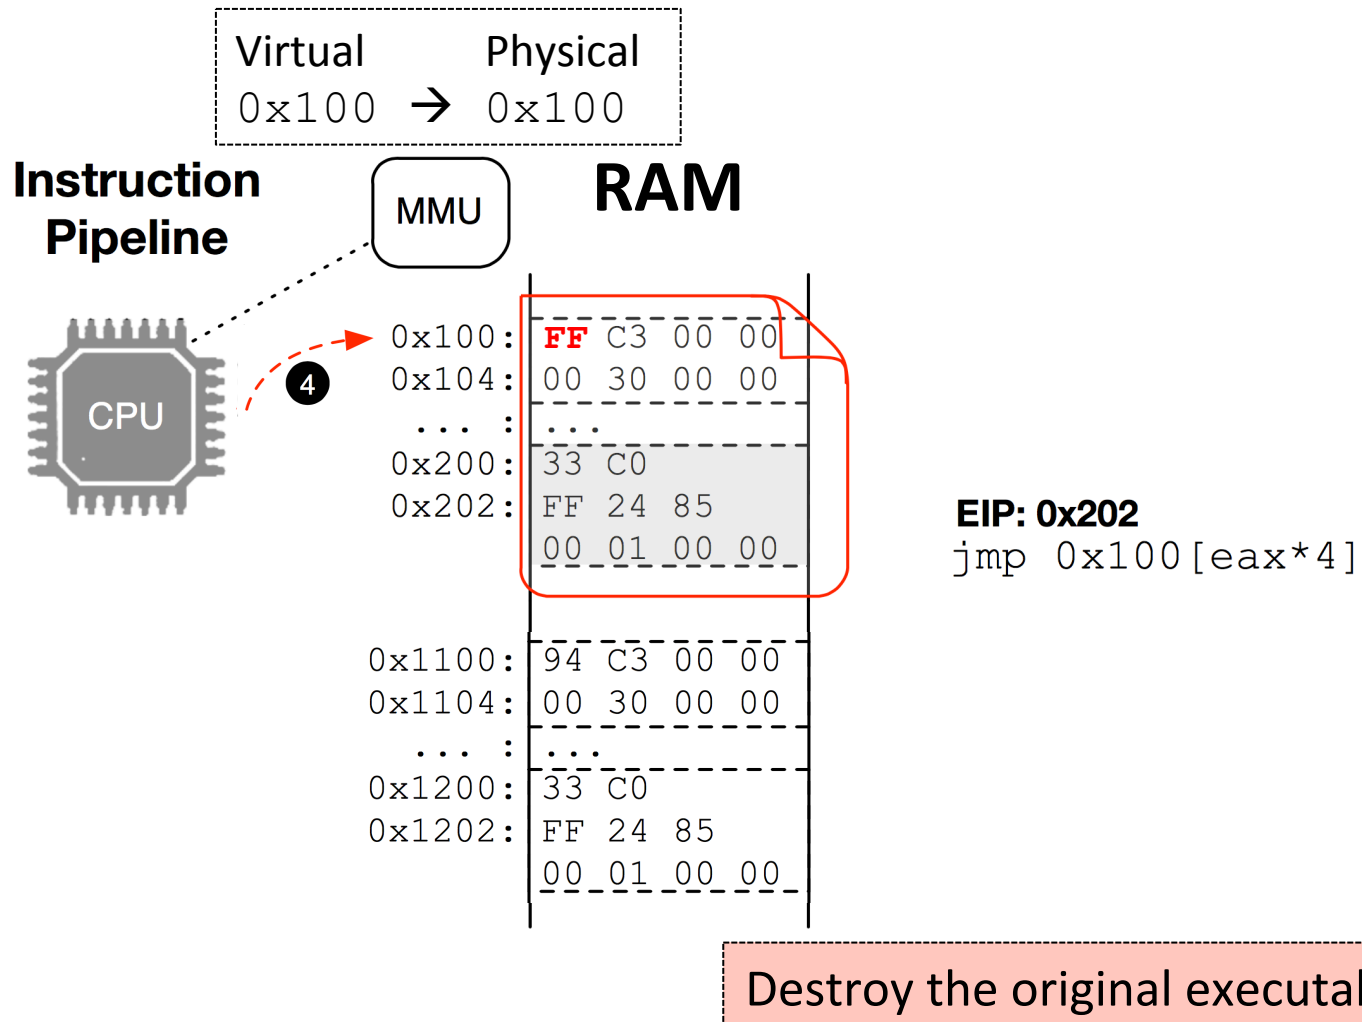 Virtual Physical
0x100 → 0x100
Instruction
Pipeline
MMU
RAM
CPU
4
0x100: FF C3 00 00
0x104: 00 30 00 00
... : ...
0x200: 33 C0
0x202: FF 24 85
00 01 00 00
EIP: 0x202
jmp 0x100[eax*4]
0x1100: 94 C3 00 00
0x1104: 00 30 00 00
... : ...
0x1200: 33 C0
0x1202: FF 24 85
00 01 00 00
Destroy the original